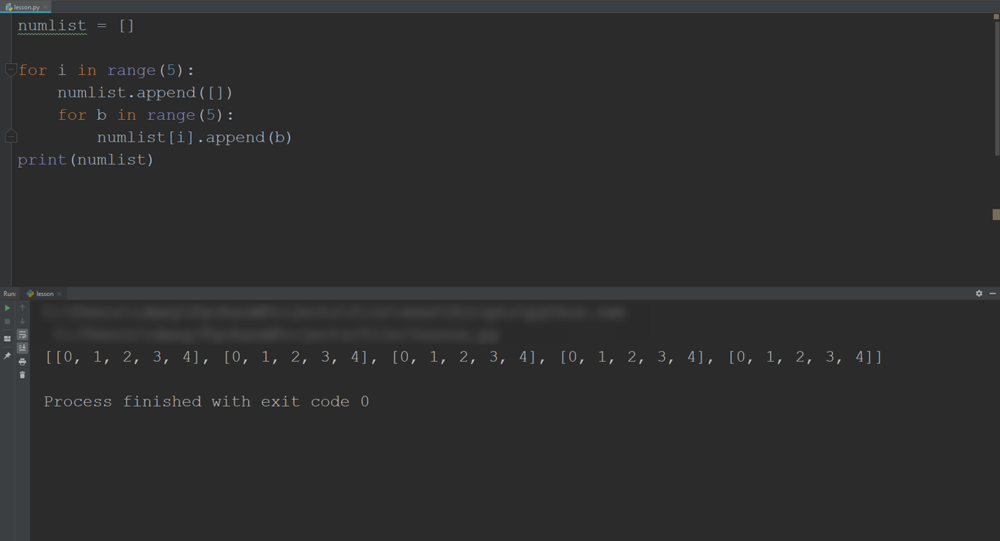 lesson.py
numlist = []
for i in range(5):
    numlist.append([])
    for b in range(5):
        numlist[i].append(b)
print(numlist)
Run: lesson
[[0, 1, 2, 3, 4], [0, 1, 2, 3, 4], [0, 1, 2, 3, 4], [0, 1, 2, 3, 4], [0, 1, 2, 3, 4]]
Process finished with exit code 0